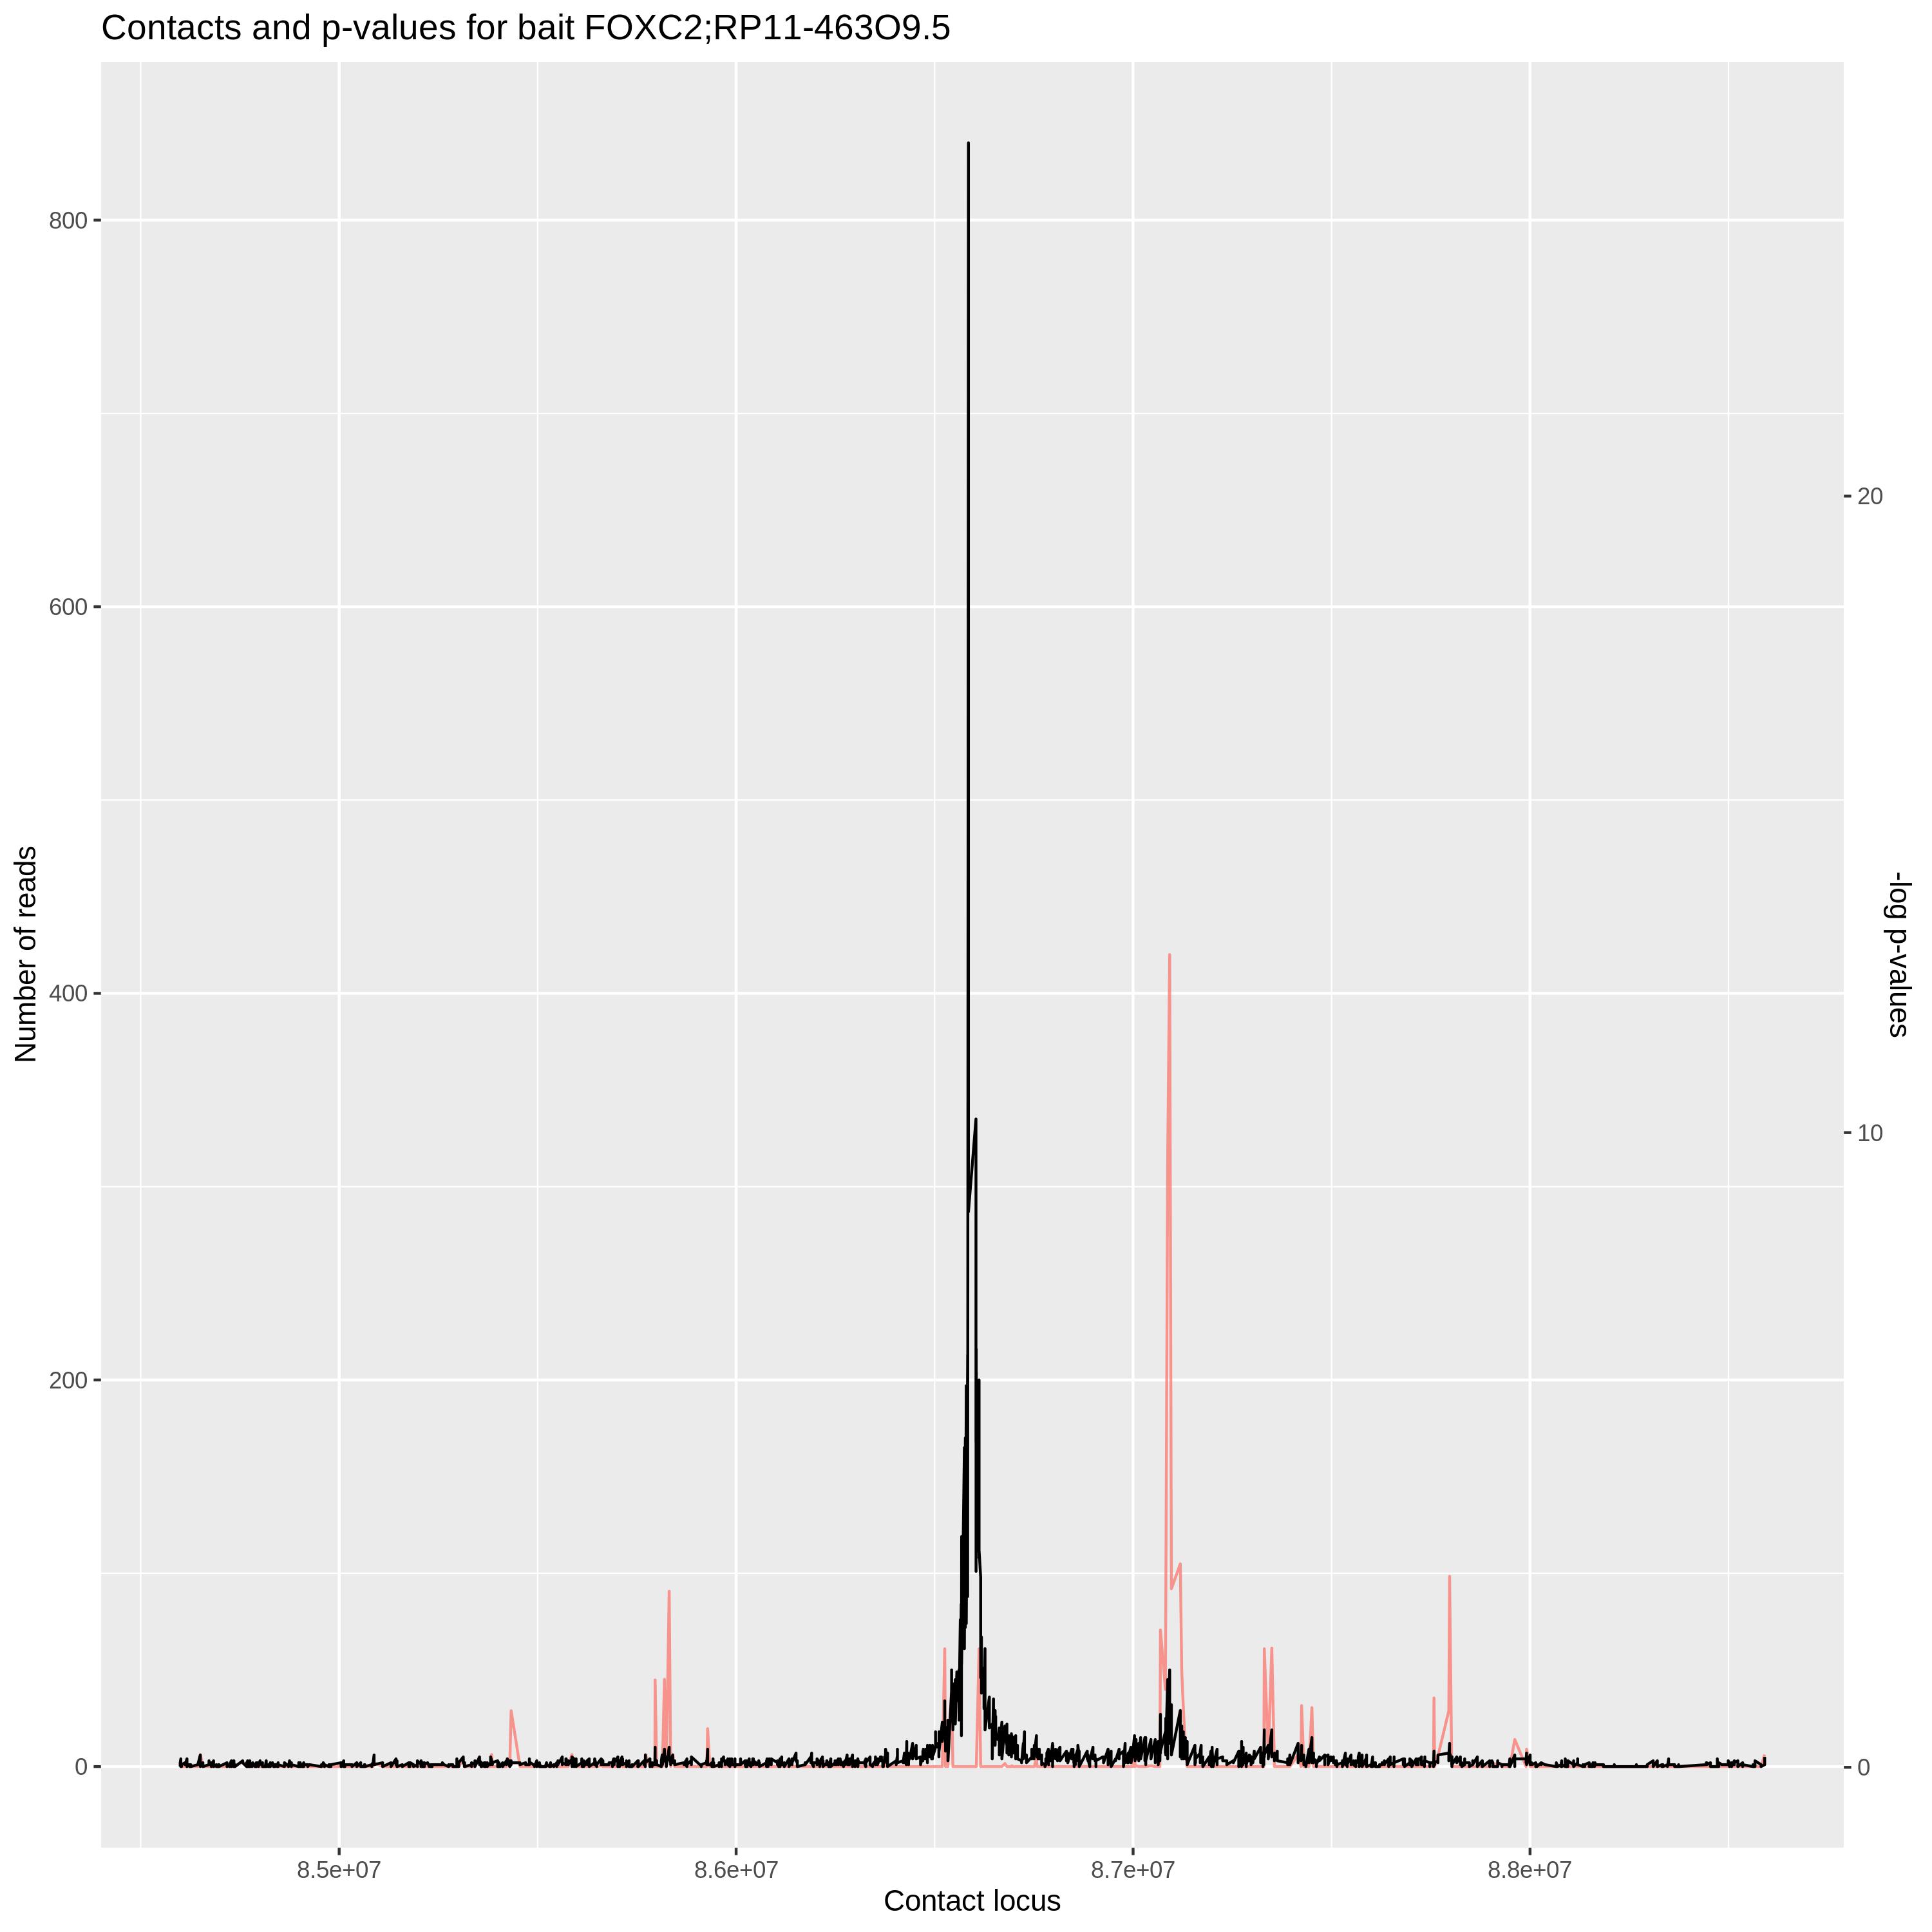 Contacts and p-values for bait FOXC2;RP11-463O9.5
800
600
400
200
0
Number of reads
20
10
0
-log p-values
8.5e+07
8.6e+07
8.7e+07
8.8e+07
Contact locus